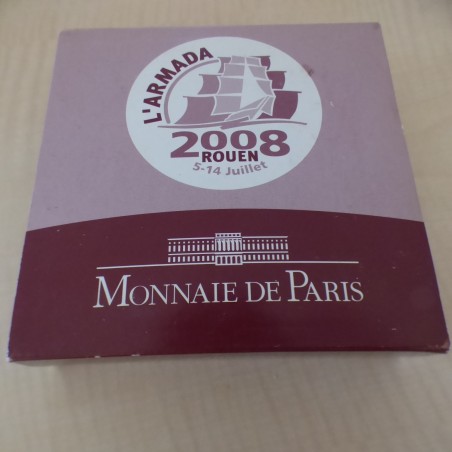 L'ARMADA
2008
ROUEN
5-14 Juillet
MONNAIE DE PARIS